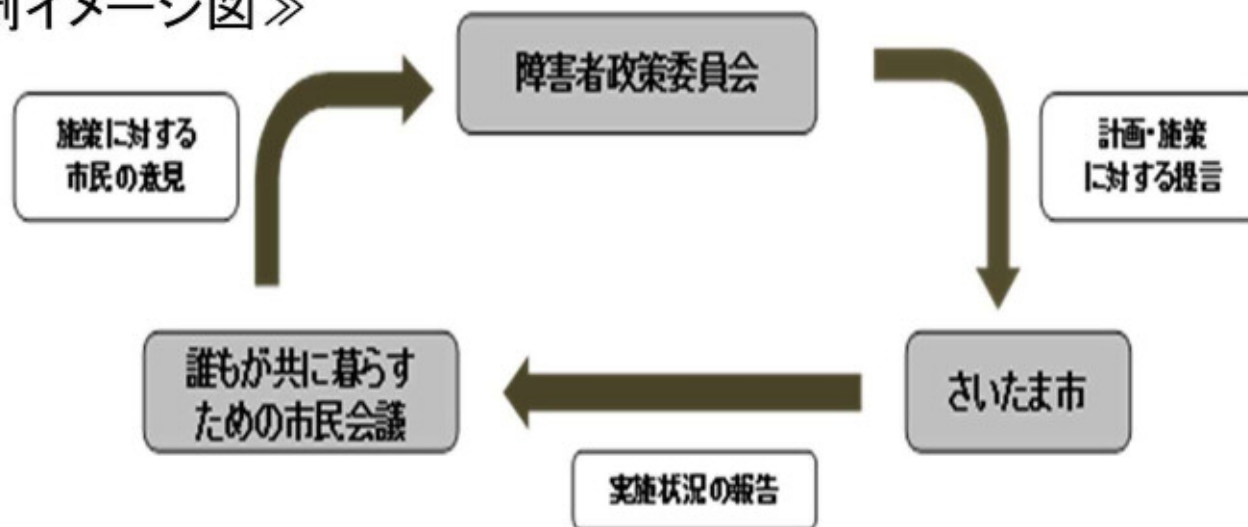 イメージ図≫
障害者政策委員会
施策に対する
市民の意見
計画・施策
に対する提言
誰もが共に暮らす
ための市民会議
さいたま市
実施状況の報告